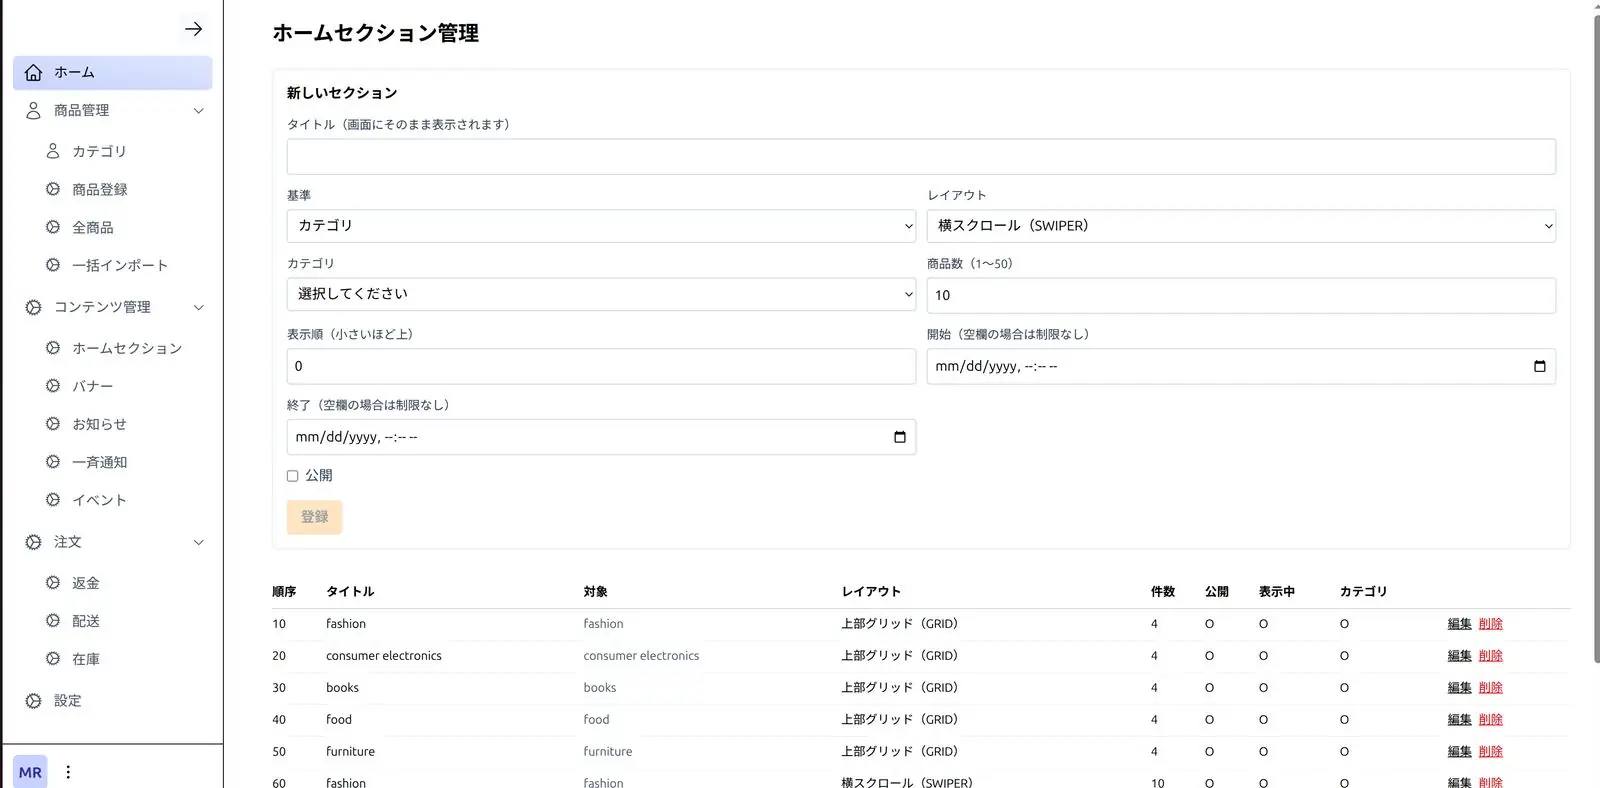 ホーム
商品管理
カテゴリ
商品登録
全商品
一括インポート
コンテンツ管理
ホームセクション
バナー
お知らせ
一斉通知
イベント
注文
返金
配送
在庫
設定
MR
ホームセクション管理
新しいセクション
タイトル（画面にそのまま表示されます）
基準 レイアウト
カテゴリ 横スクロール（SWIPER）
カテゴリ 商品数（1〜50）
選択してください 10
表示順（小さいほど上） 開始（空欄の場合は制限なし）
0 mm/dd/yyyy, --:-- --
終了（空欄の場合は制限なし）
mm/dd/yyyy, --:-- --
公開
登録
順序 タイトル 対象 レイアウト 件数 公開 表示中 カテゴリ
10 fashion fashion 上部グリッド（GRID） 4 O O O 編集 削除
20 consumer electronics consumer electronics 上部グリッド（GRID） 4 O O O 編集 削除
30 books books 上部グリッド（GRID） 4 O O O 編集 削除
40 food food 上部グリッド（GRID） 4 O O O 編集 削除
50 furniture furniture 上部グリッド（GRID） 4 O O O 編集 削除
60 fashion fashion 横スクロール（SWIPER） 10 O O O 編集 削除